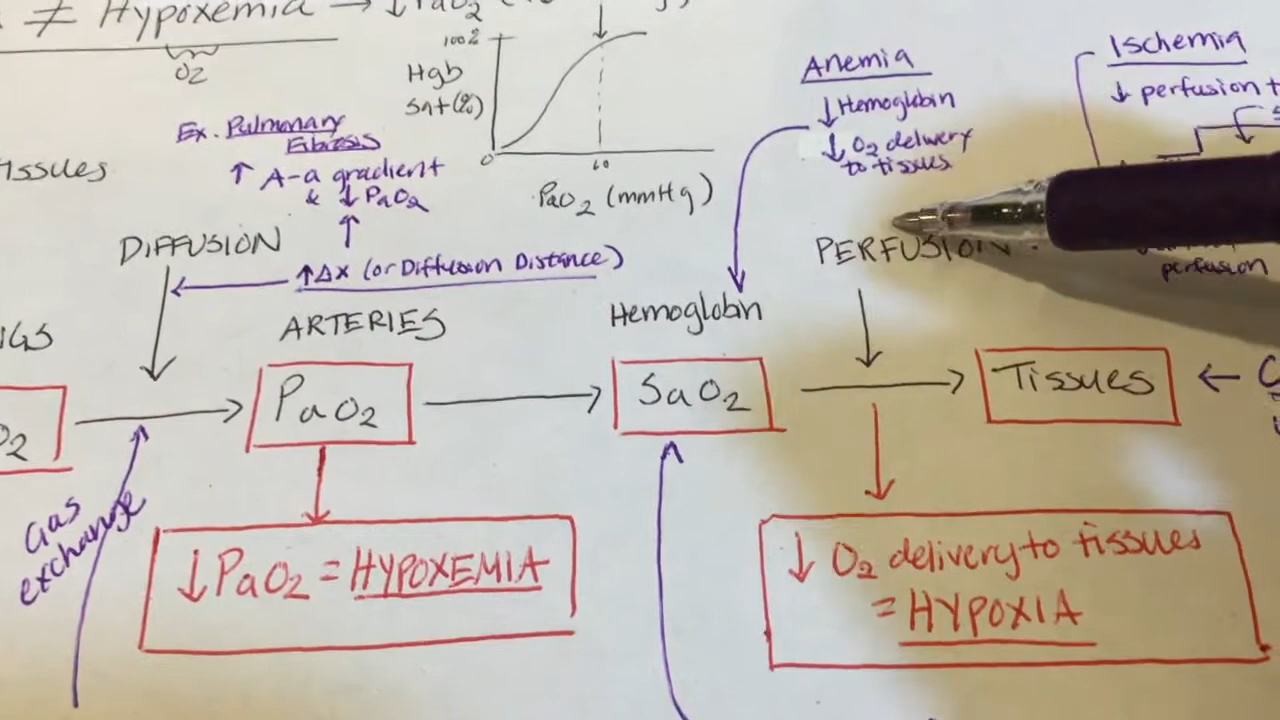 ≠ Hypoxemia → ↓PaO2
O2
100%
Hgb
Sat(%)
0
60
PaO2 (mmHg)
Ex. Pulmonary
Fibrosis
↑ A-a gradient
& ↓PaO2
↑
Tissues
DIFFUSION
↑Δx (or Diffusion Distance)
Anemia
↓Hemoglobin
↓O2 delivery
to tissues
Ischemia
↓ perfusion
PERFUSION
perfusion
ARTERIES
Hemoglobin
O2
PaO2
SaO2
Tissues ←
Gas
exchange
↓PaO2 = HYPOXEMIA
↓ O2 delivery to tissues
= HYPOXIA